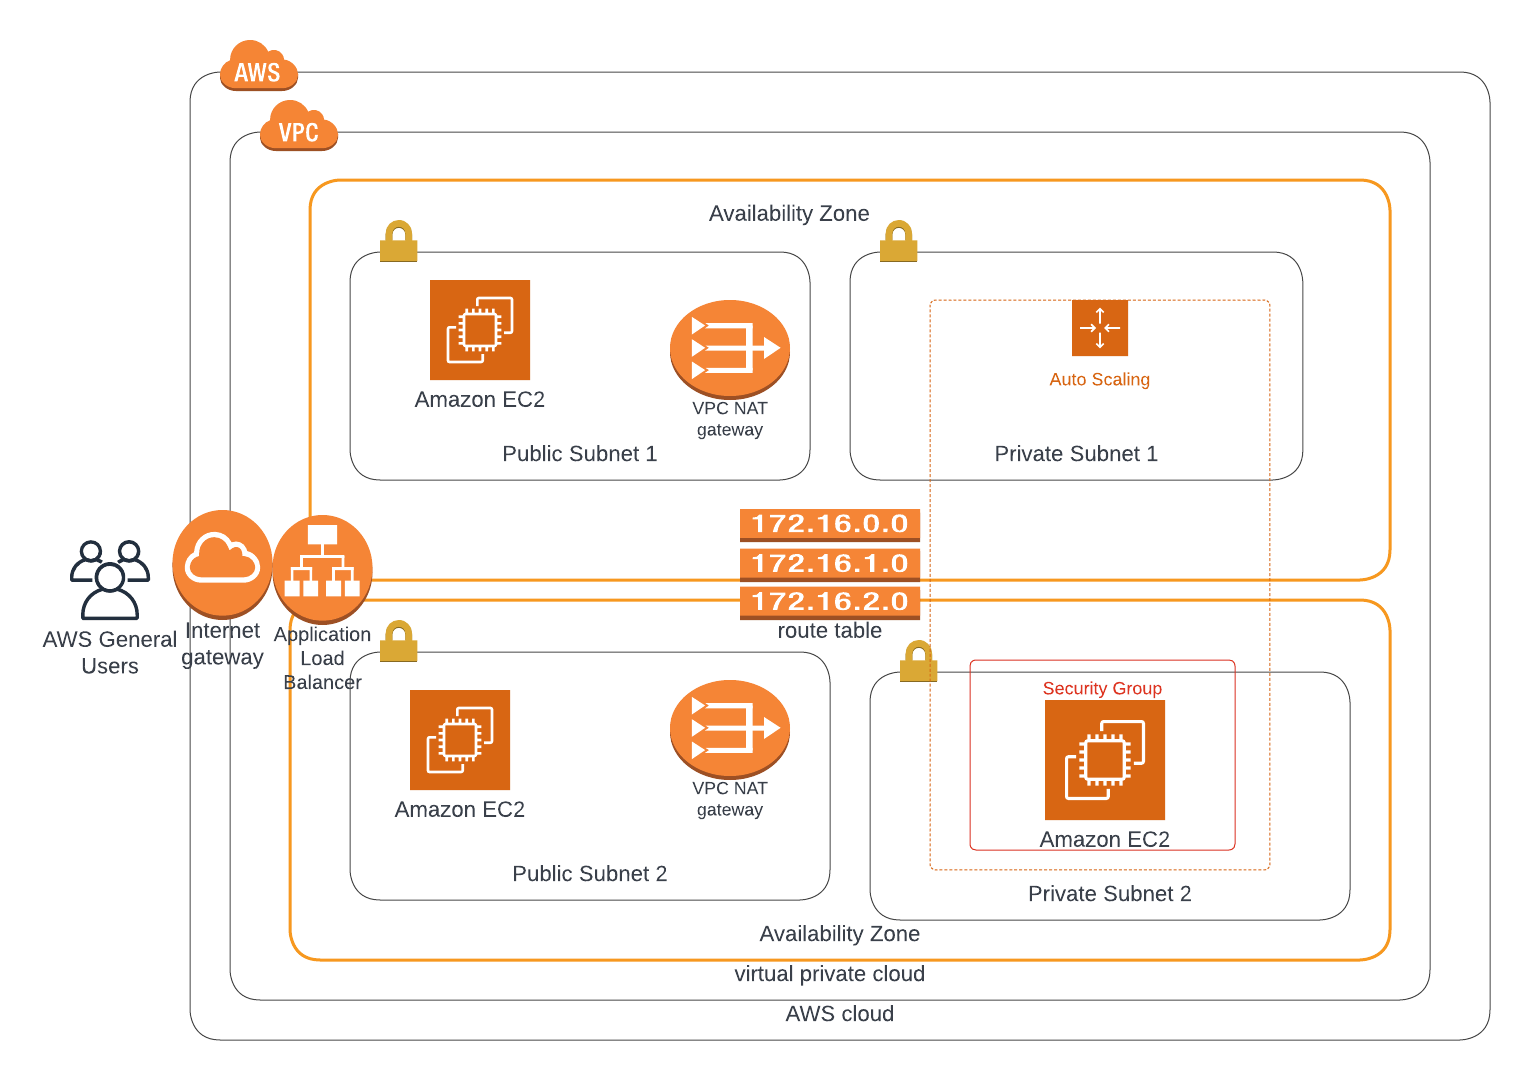 AWS
VPC
Availability Zone
Amazon EC2
VPC NAT
gateway
Public Subnet 1
Auto Scaling
Private Subnet 1
172.16.0.0
172.16.1.0
172.16.2.0
route table
AWS General
Users
Internet
gateway
Application
Load
Balancer
Amazon EC2
VPC NAT
gateway
Public Subnet 2
Security Group
Amazon EC2
Private Subnet 2
Availability Zone
virtual private cloud
AWS cloud